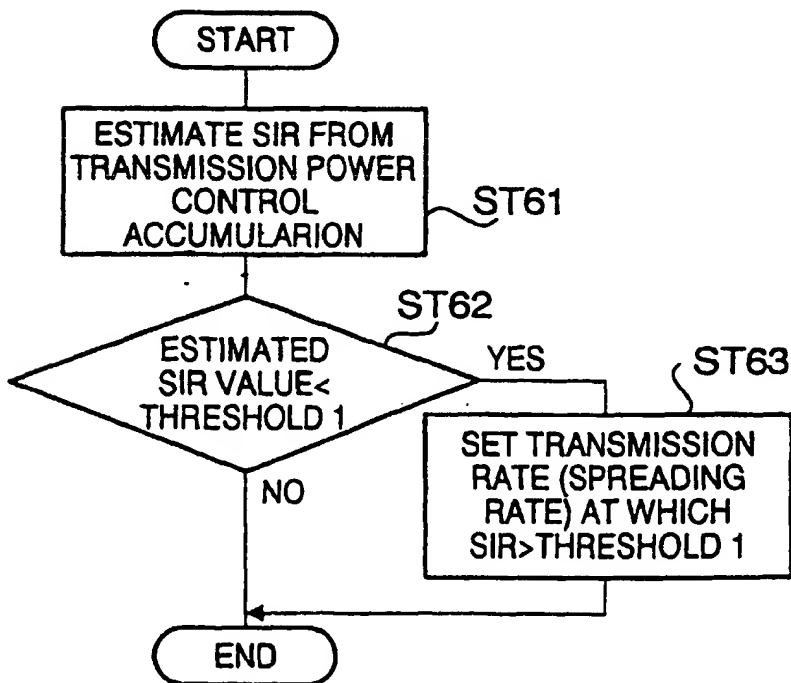 START
ESTIMATE SIR FROM
TRANSMISSION POWER
CONTROL
ACCUMULARION
ST61
ST62
ESTIMATED
SIR VALUE<
THRESHOLD 1
YES
ST63
SET TRANSMISSION
RATE (SPREADING
RATE) AT WHICH
SIR>THRESHOLD 1
NO
END